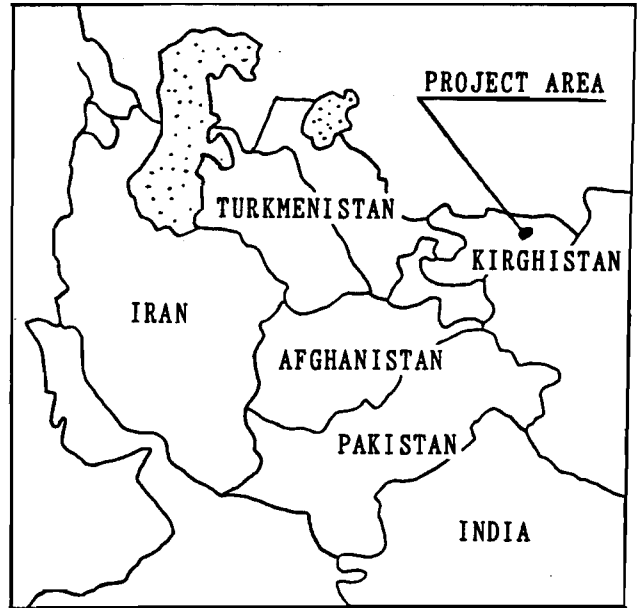 PROJECT AREA
TURKMENISTAN
KIRGHISTAN
IRAN
AFGHANISTAN
PAKISTAN
INDIA